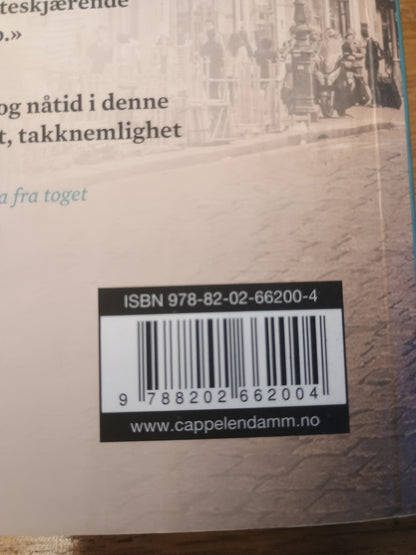 teskjærende
o.»
og nåtid i denne
t, takknemlighet
a fra toget
ISBN 978-82-02-66200-4
9 788202 662004
www.cappelendamm.no